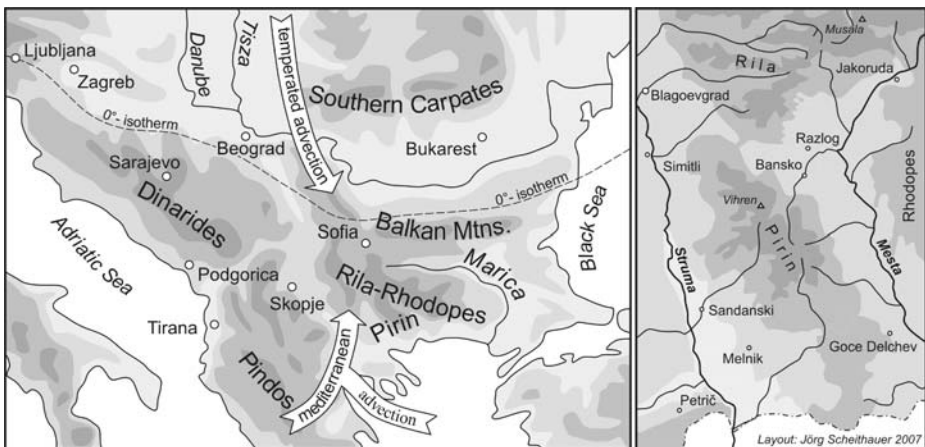 Ljubljana
Zagreb
Danube
Tisza
temperated advection
Southern Carpates
0°- isotherm
Beograd
Bukarest
Sarajevo
0°- isotherm
Dinarides
Sofia
Balkan Mtns.
Black Sea
Adriatic Sea
Podgorica
Marica
Skopje
Rila-Rhodopes
Tirana
Pirin
Pindos
mediterranean
advection
Musala
Rila
Jakoruda
Blagoevgrad
Razlog
Simitli
Bansko
Rhodopes
Vihren
Pirin
Struma
Mesta
Sandanski
Melnik
Goce Delchev
Petrič
Layout: Jörg Scheithauer 2007